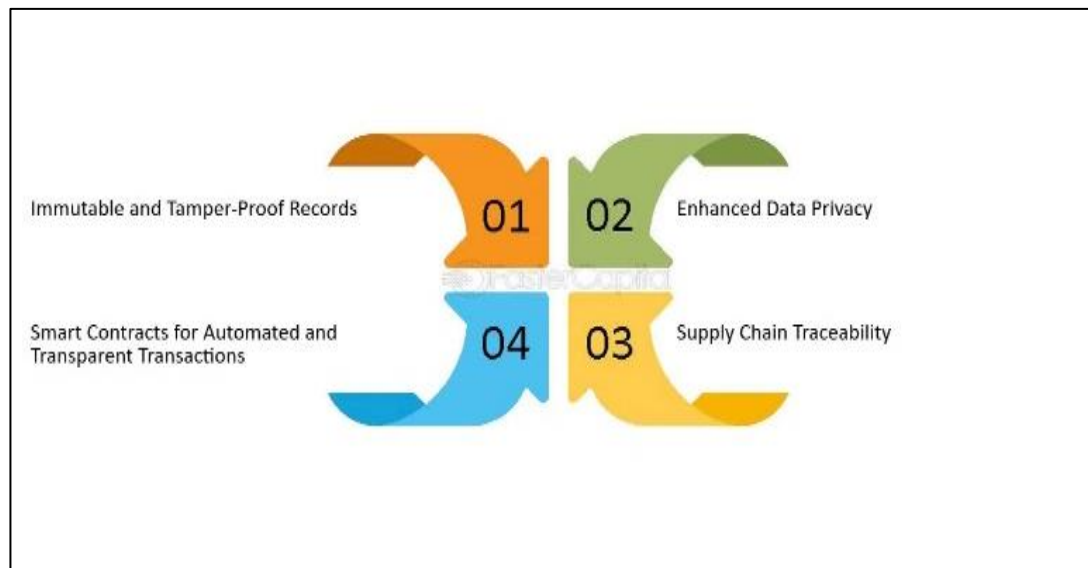 Immutable and Tamper-Proof Records
01
02
Enhanced Data Privacy
FasterCapital
Smart Contracts for Automated and
Transparent Transactions
04
03
Supply Chain Traceability